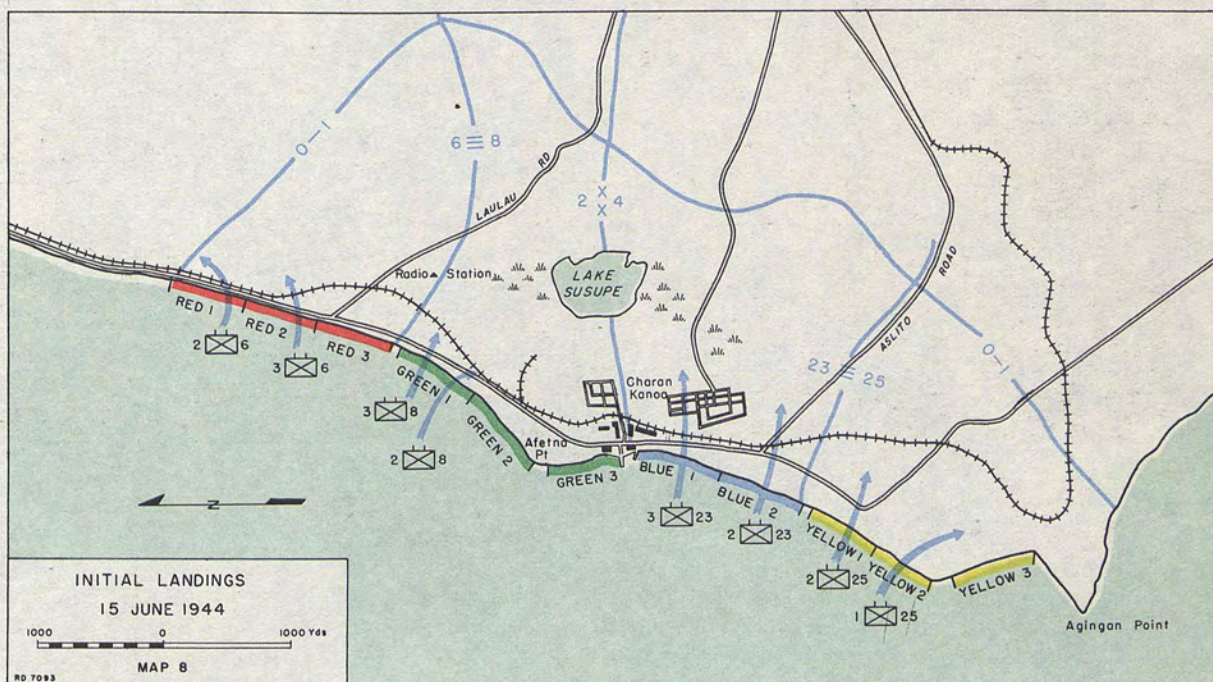 O—1
6 8
LAULAU RD
2 X X 4
Radio Station
LAKE
SUSUPE
ASLITO ROAD
O—1
23 25
RED 1
RED 2
RED 3
2 6
3 6
GREEN 1
GREEN 2
Charan
Kanoa
3 8
2 8
Afetna
Pt
GREEN 3
BLUE 1
BLUE 2
3 23
2 23
YELLOW 1
YELLOW 2
YELLOW 3
2 25
1 25
Agingan Point
N
INITIAL LANDINGS
15 JUNE 1944
1000 0 1000 Yds
MAP 8
RD 7093